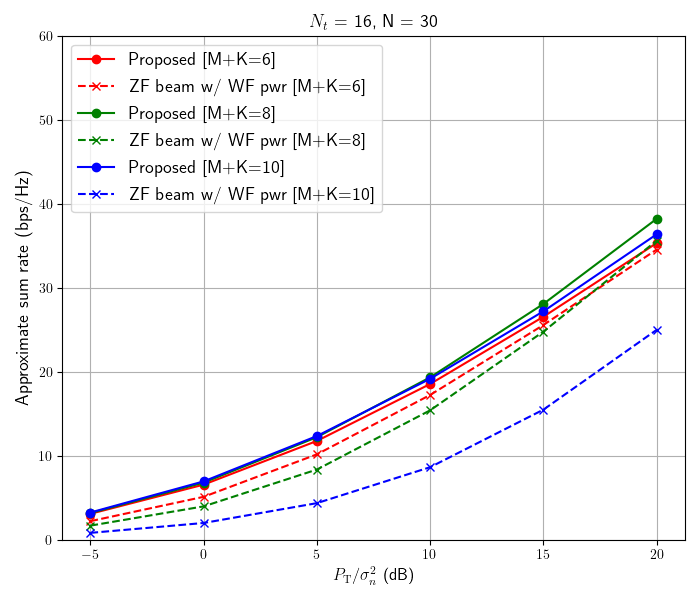 N_t = 16, N = 30
60
50
40
30
20
10
0
Approximate sum rate (bps/Hz)
Proposed [M+K=6]
ZF beam w/ WF pwr [M+K=6]
Proposed [M+K=8]
ZF beam w/ WF pwr [M+K=8]
Proposed [M+K=10]
ZF beam w/ WF pwr [M+K=10]
−5 0 5 10 15 20
P_T/σ_n^2 (dB)